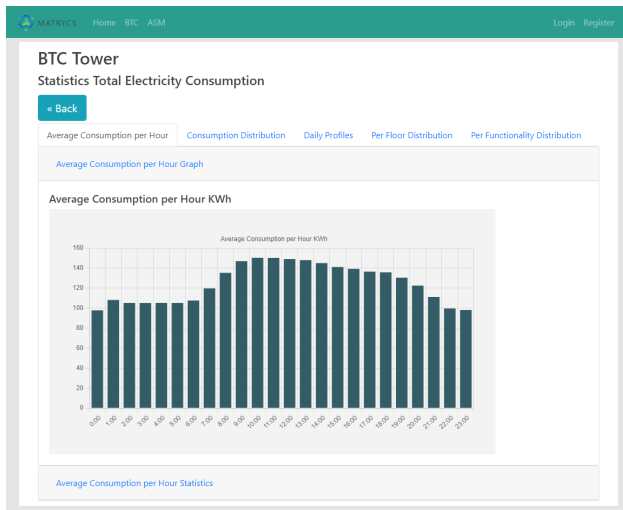 MATRYCS Home BTC ASM Login Register
BTC Tower
Statistics Total Electricity Consumption
« Back
Average Consumption per Hour Consumption Distribution Daily Profiles Per Floor Distribution Per Functionality Distribution
Average Consumption per Hour Graph
Average Consumption per Hour KWh
Average Consumption per Hour KWh
160
140
120
100
80
60
40
20
0
0:00 1:00 2:00 3:00 4:00 5:00 6:00 7:00 8:00 9:00 10:00 11:00 12:00 13:00 14:00 15:00 16:00 17:00 18:00 19:00 20:00 21:00 22:00 23:00
Average Consumption per Hour Statistics